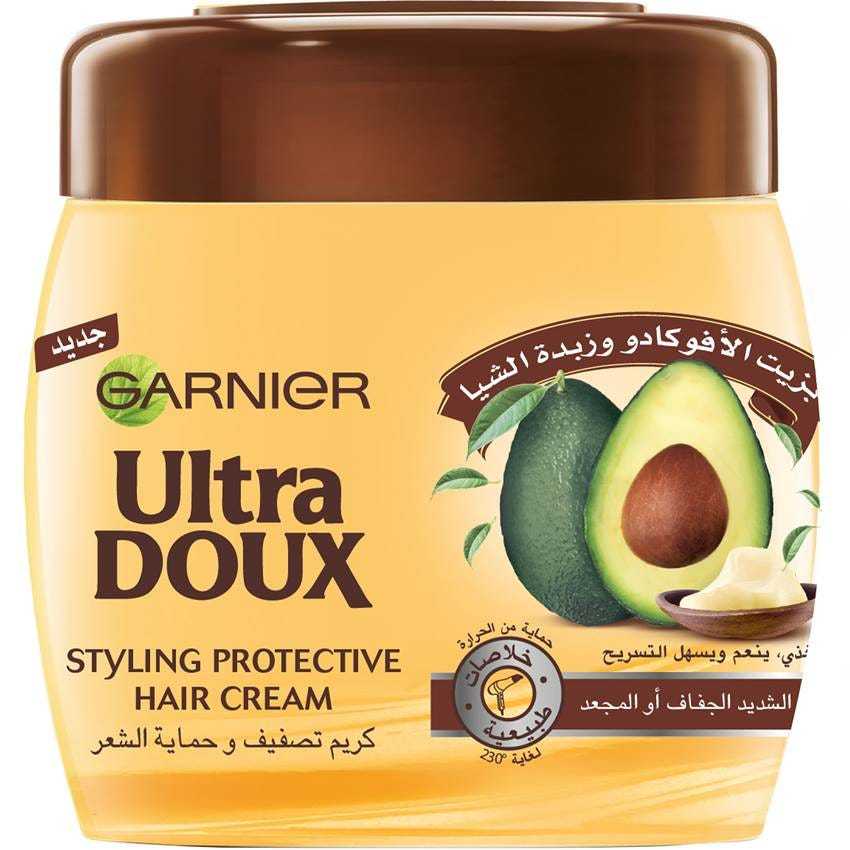 جديد
GARNIER
Ultra
DOUX
STYLING PROTECTIVE
HAIR CREAM
كريم تصفيف و حماية الشعر
بزيت الأفوكادو وزبدة الشيا
حماية من الحرارة
خلاصات
طبيعية
لغاية 230°
ينعم ويسهل التسريح
الشديد الجفاف أو المجعد